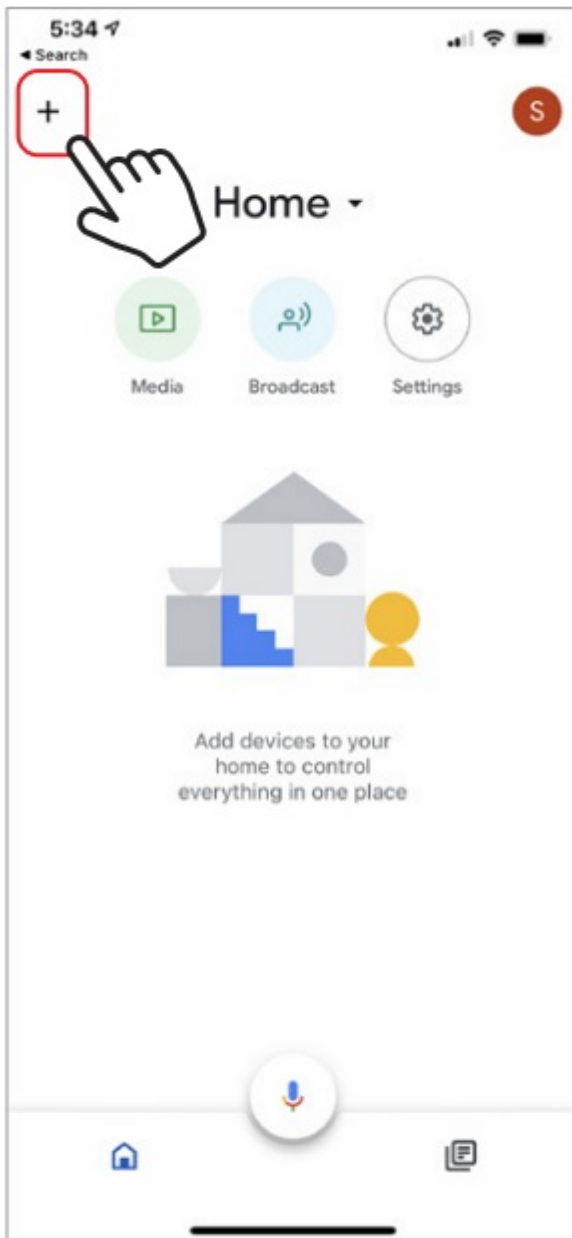 5:34
◀ Search
+
S
Home
Media
Broadcast
Settings
Add devices to your
home to control
everything in one place